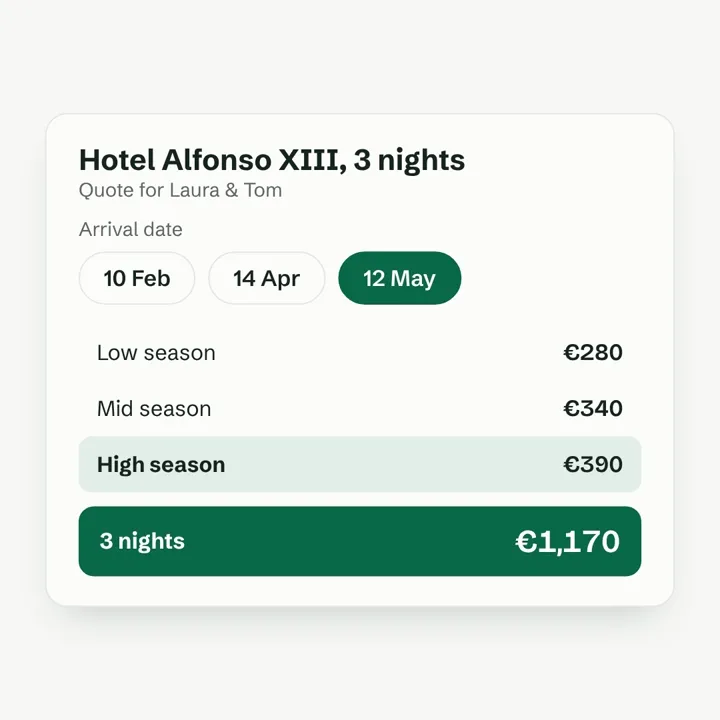 Hotel Alfonso XIII, 3 nights
Quote for Laura & Tom
Arrival date
10 Feb 14 Apr 12 May
Low season €280
Mid season €340
High season €390
3 nights €1,170